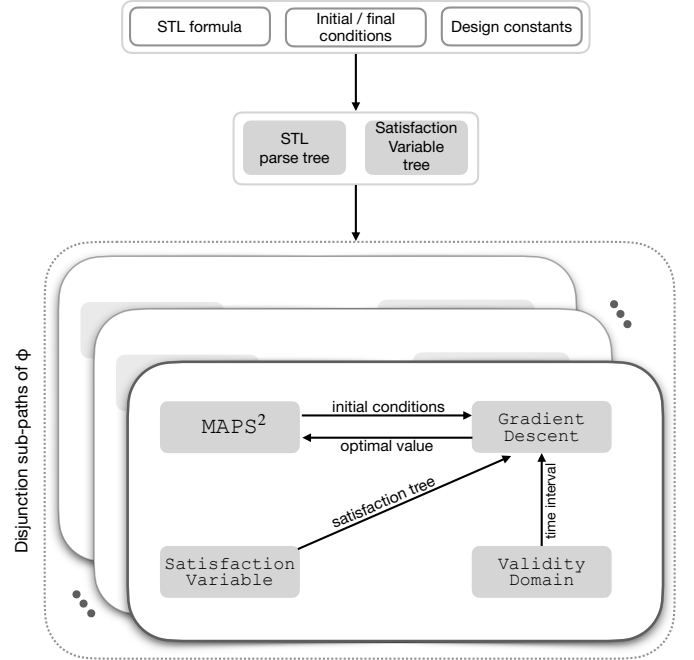 STL formula
Initial / final
conditions
Design constants
STL
parse tree
Satisfaction
Variable
tree
Disjunction sub-paths of ϕ
MAPS²
initial conditions
optimal value
Gradient
Descent
satisfaction tree
time interval
Satisfaction
Variable
Validity
Domain